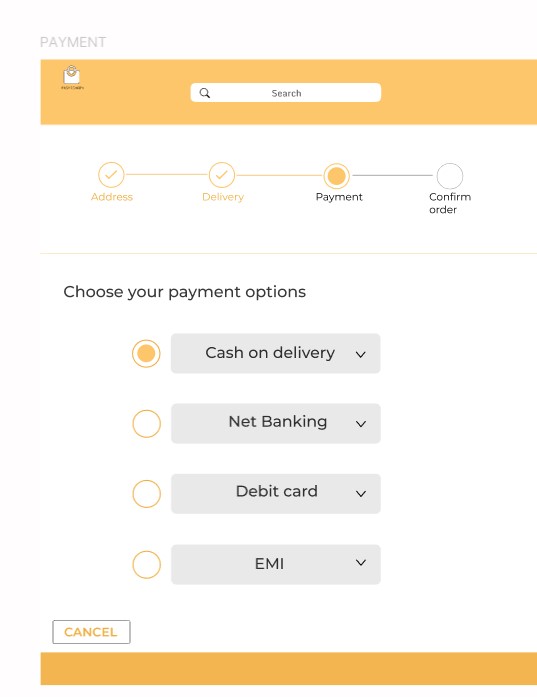 PAYMENT
Search
Address
Delivery
Payment
Confirm
order
Choose your payment options
Cash on delivery
Net Banking
Debit card
EMI
CANCEL